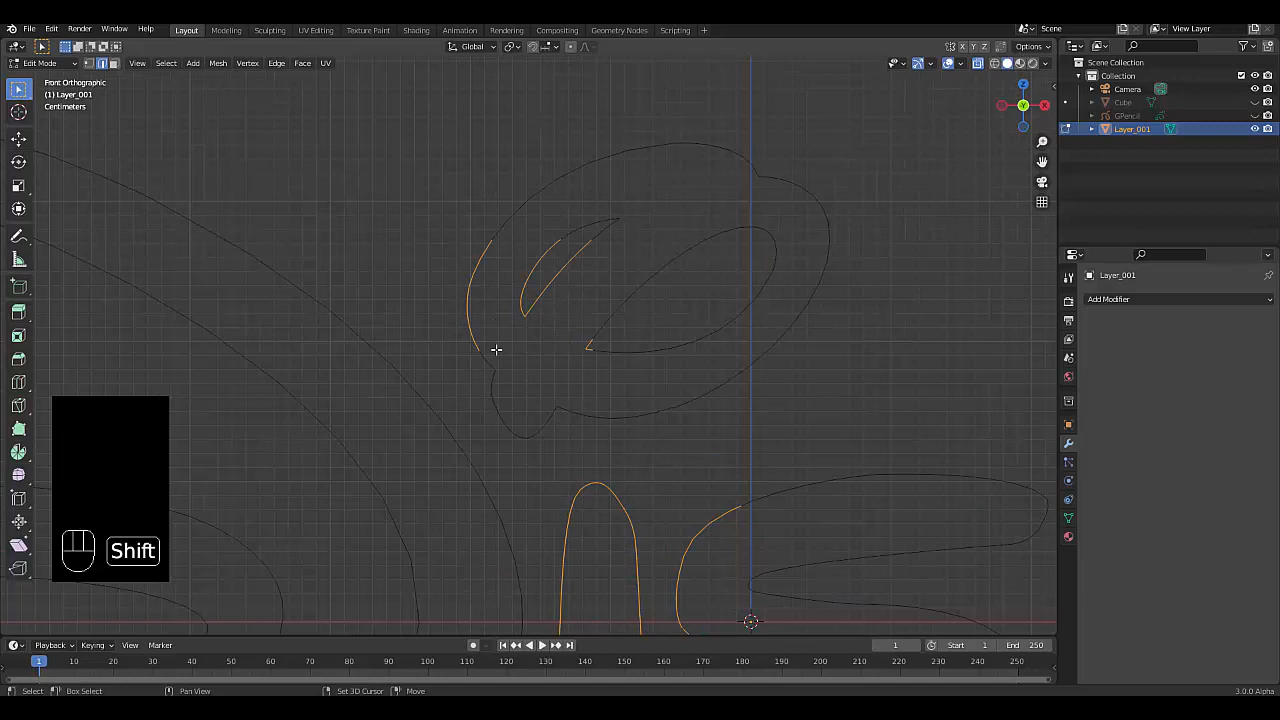 File Edit Render Window Help Layout Modeling Sculpting UV Editing Texture Paint Shading Animation Rendering Compositing Geometry Nodes Scripting + Scene View Layer
Global Options
Edit Mode View Select Add Mesh Vertex Edge Face UV X Y Z
Scene Collection
Collection
Camera
Cube
GPencil
Layer_001
Front Orthographic
(1) Layer_001
Centimeters
Z
Y
X
Layer_001
Add Modifier
Shift
Playback Keying View Marker 1 Start 1 End 250
1 10 20 30 40 50 60 70 80 90 100 110 120 130 140 150 160 170 180 190 200 210 220 230 240 250
Select Box Select Pan View Set 3D Cursor Move 3.0.0 Alpha